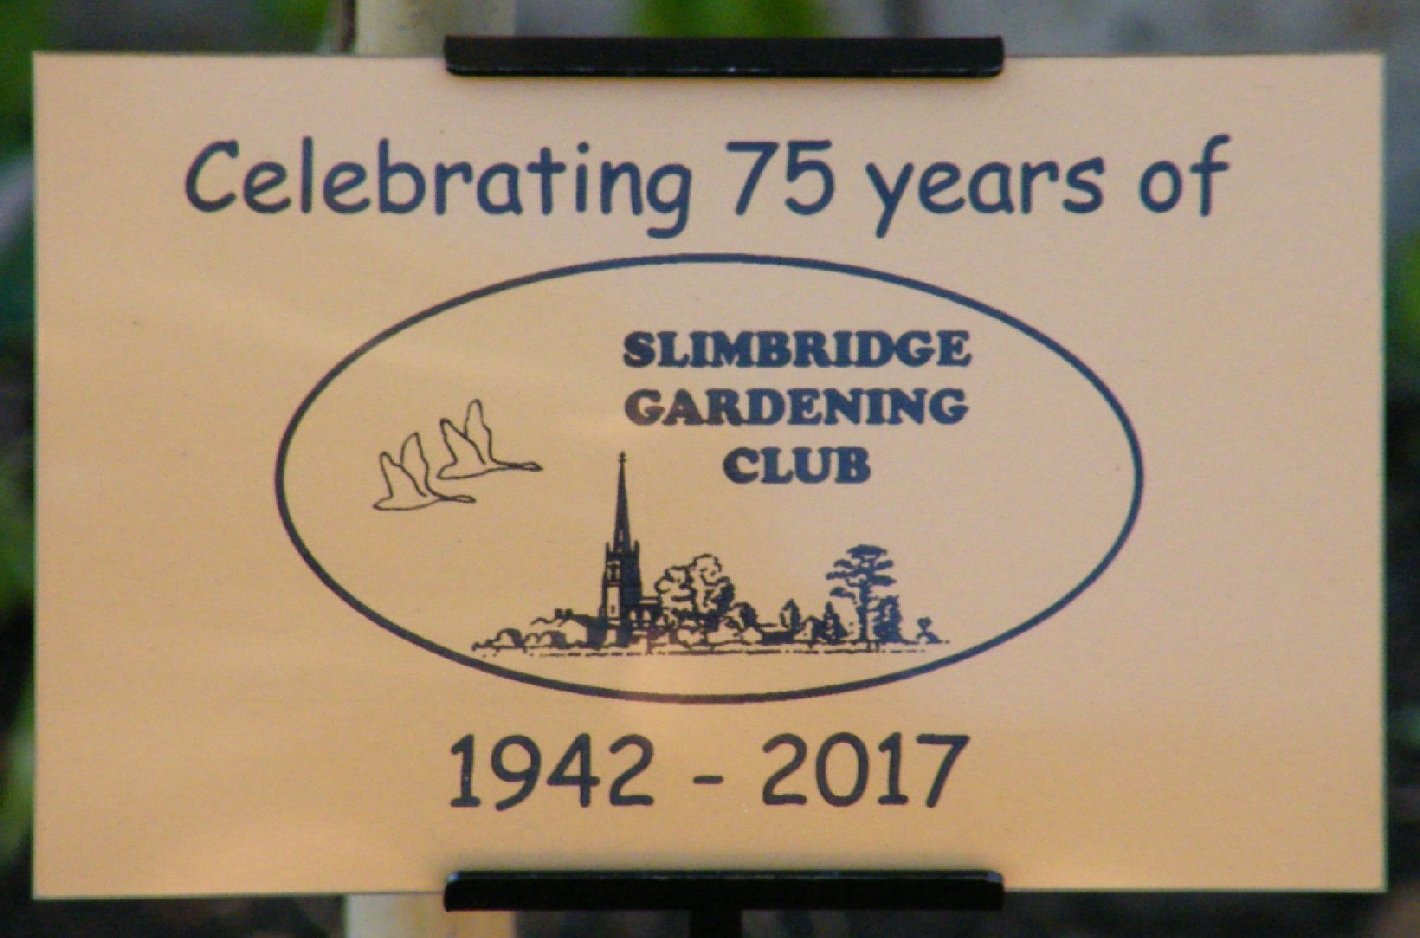 Celebrating 75 years of
SLIMBRIDGE
GARDENING
CLUB
1942 - 2017